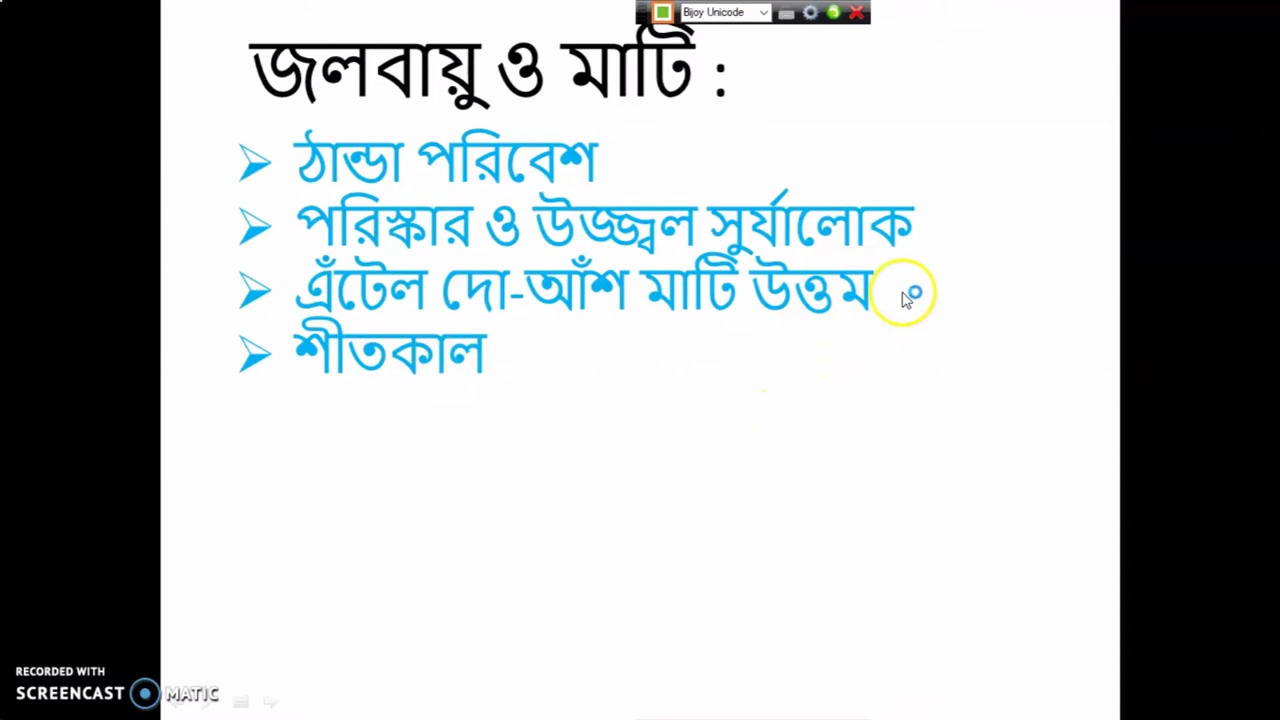 Bijoy Unicode
জলবায়ু ও মাটি :
➢ ঠান্ডা পরিবেশ
➢ পরিস্কার ও উজ্জ্বল সুর্যালোক
➢ এঁটেল দো-আঁশ মাটি উত্তম
➢ শীতকাল
RECORDED WITH
SCREENCAST MATIC